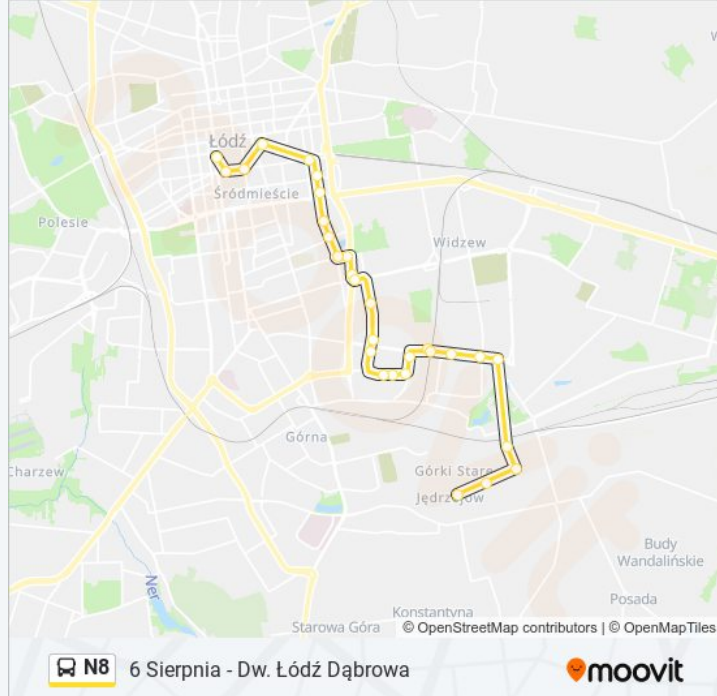 Łódź
Śródmieście
Polesie
Widzew
Górna
Charzew
Górki Stare
Jędrzejów
Ner
Budy
Wandalińskie
Posada
Konstantyna
Starowa Góra
© OpenStreetMap contributors | © OpenMapTiles
N8 6 Sierpnia - Dw. Łódź Dąbrowa
moovit